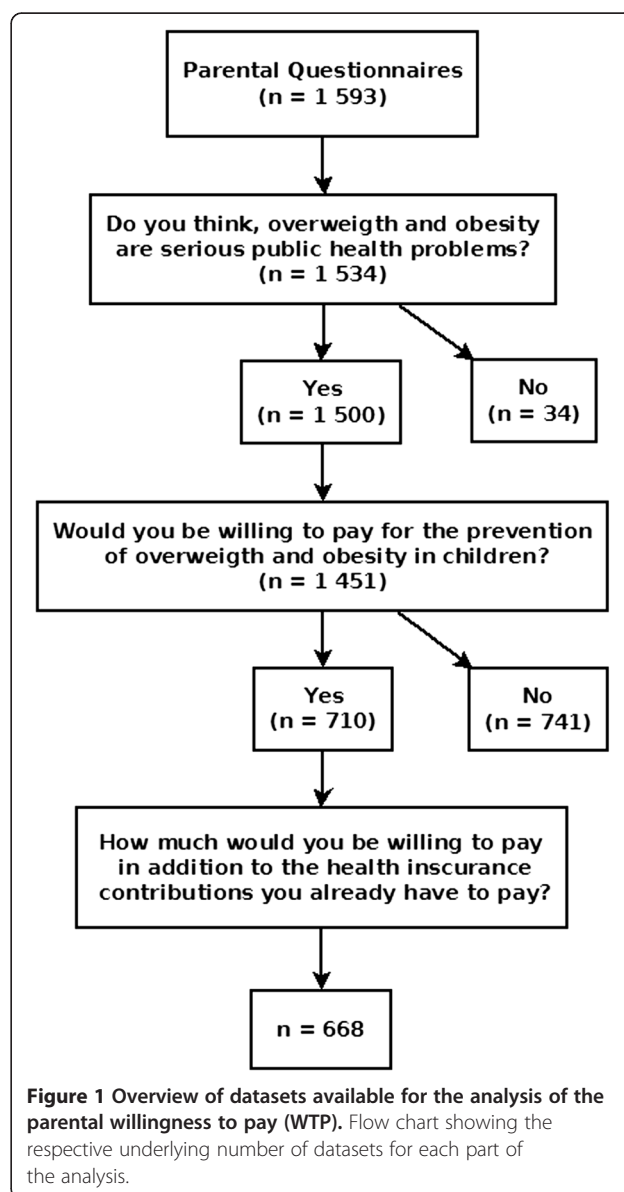 Parental Questionnaires
(n = 1 593)
Do you think, overweigth and obesity
are serious public health problems?
(n = 1 534)
Yes
(n = 1 500)
No
(n = 34)
Would you be willing to pay for the prevention
of overweigth and obesity in children?
(n = 1 451)
Yes
(n = 710)
No
(n = 741)
How much would you be willing to pay
in addition to the health inscurance
contributions you already have to pay?
n = 668
Figure 1 Overview of datasets available for the analysis of the
parental willingness to pay (WTP). Flow chart showing the
respective underlying number of datasets for each part of
the analysis.